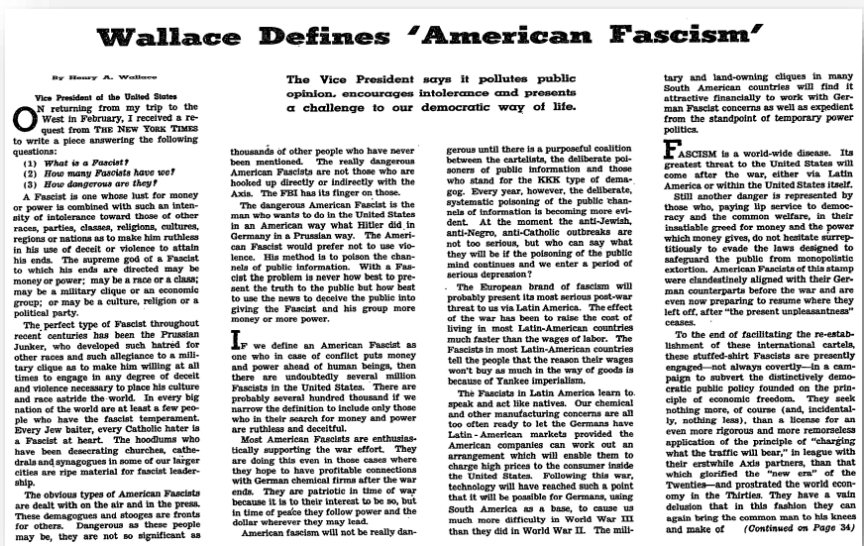 Wallace Defines 'American Fascism'
By Henry A. Wallace
Vice President of the United States
The Vice President says it pollutes public
opinion, encourages intolerance and presents
a challenge to our democratic way of life.
ON returning from my trip to the
West in February, I received a re-
quest from THE NEW YORK TIMES
to write a piece answering the following
questions:
(1) What is a Fascist?
(2) How many Fascists have we?
(3) How dangerous are they?
A Fascist is one whose lust for money
or power is combined with such an inten-
sity of intolerance toward those of other
races, parties, classes, religions, cultures,
regions or nations as to make him ruthless
in his use of deceit or violence to attain
his ends. The supreme god of a Fascist
to which his ends are directed may be
money or power; may be a race or a class;
may be a military clique or an economic
group; or may be a culture, religion or a
political party.
The perfect type of Fascist throughout
recent centuries has been the Prussian
Junker, who developed such hatred for
other races and such allegiance to a mili-
tary clique as to make him willing at all
times to engage in any degree of deceit
and violence necessary to place his culture
and race astride the world. In every big
nation of the world are at least a few peo-
ple who have the fascist temperament.
Every Jew baiter, every Catholic hater is
a Fascist at heart. The hoodlums who
have been desecrating churches, cathe-
drals and synagogues in some of our larger
cities are ripe material for fascist leader-
ship.
The obvious types of American Fascists
are dealt with on the air and in the press.
These demagogues and stooges are fronts
for others. Dangerous as these people
may be, they are not so significant as
thousands of other people who have never
been mentioned. The really dangerous
American Fascists are not those who are
hooked up directly or indirectly with the
Axis. The FBI has its finger on those.
The dangerous American Fascist is the
man who wants to do in the United States
in an American way what Hitler did in
Germany in a Prussian way. The Ameri-
can Fascist would prefer not to use vio-
lence. His method is to poison the chan-
nels of public information. With a Fas-
cist the problem is never how best to pre-
sent the truth to the public but how best
to use the news to deceive the public into
giving the Fascist and his group more
money or more power.
IF we define an American Fascist as
one who in case of conflict puts money
and power ahead of human beings, then
there are undoubtedly several million
Fascists in the United States. There are
probably several hundred thousand if we
narrow the definition to include only those
who in their search for money and power
are ruthless and deceitful.
Most American Fascists are enthusias-
tically supporting the war effort. They
are doing this even in those cases where
they hope to have profitable connections
with German chemical firms after the war
ends. They are patriotic in time of war
because it is to their interest to be so, but
in time of peace they follow power and the
dollar wherever they may lead.
American fascism will not be really dan-
gerous until there is a purposeful coalition
between the cartelists, the deliberate poi-
soners of public information and those
who stand for the KKK type of dema-
gog. Every year, however, the deliberate,
systematic poisoning of the public chan-
nels of information is becoming more evi-
dent. At the moment the anti-Jewish,
anti-Negro, anti-Catholic outbreaks are
not too serious, but who can say what
they will be if the poisoning of the public
mind continues and we enter a period of
serious depression?
The European brand of fascism will
probably present its most serious post-war
threat to us via Latin America. The effect
of the war has been to raise the cost of
living in most Latin-American countries
much faster than the wages of labor. The
Fascists in most Latin-American countries
tell the people that the reason their wages
won't buy as much in the way of goods is
because of Yankee imperialism.
The Fascists in Latin America learn to
speak and act like natives. Our chemical
and other manufacturing concerns are all
too often ready to let the Germans have
Latin-American markets provided the
American companies can work out an
arrangement which will enable them to
charge high prices to the consumer inside
the United States. Following this war,
technology will have reached such a point
that it will be possible for Germans, using
South America as a base, to cause us
much more difficulty in World War III
than they did in World War II. The mili-
tary and land-owning cliques in many
South American countries will find it
attractive financially to work with Ger-
man Fascist concerns as well as expedient
from the standpoint of temporary power
politics.
FASCISM is a world-wide disease. Its
greatest threat to the United States will
come after the war, either via Latin
America or within the United States itself.
Still another danger is represented by
those who, paying lip service to democ-
racy and the common welfare, in their
insatiable greed for money and the power
which money gives, do not hesitate surrep-
titiously to evade the laws designed to
safeguard the public from monopolistic
extortion. American Fascists of this stamp
were clandestinely aligned with their Ger-
man counterparts before the war and are
even now preparing to resume where they
left off, after "the present unpleasantness"
ceases.
To the end of facilitating the re-estab-
lishment of these international cartels,
these stuffed-shirt Fascists are presently
engaged—not always covertly—in a cam-
paign to subvert the distinctively demo-
cratic public policy founded on the prin-
ciple of economic freedom. They seek
nothing more, of course (and, incidental-
ly, nothing less), than a license for an
even more rigorous and more remorseless
application of the principle of "charging
what the traffic will bear," in league with
their erstwhile Axis partners, than that
which glorified the "new era" of the
Twenties—and prostrated the world econ-
omy in the Thirties. They have a vain
delusion that in this fashion they can
again bring the common man to his knees
and make of (Continued on Page 34)